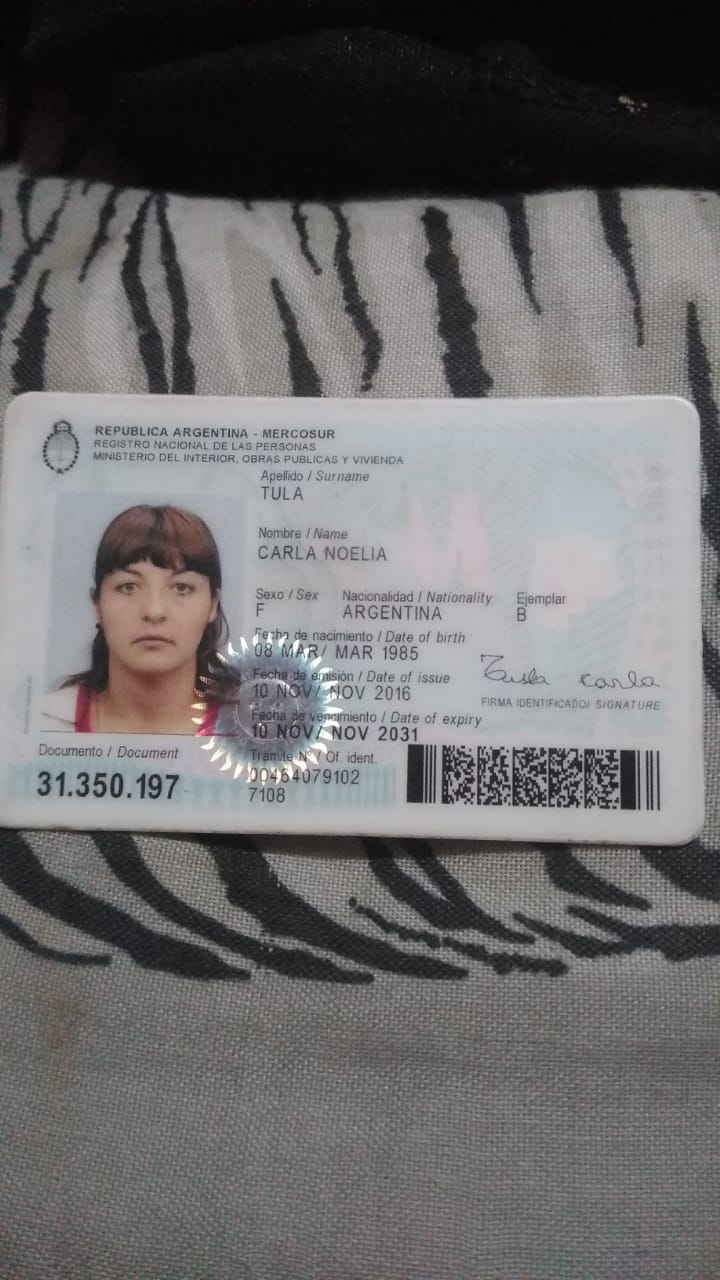 REPUBLICA ARGENTINA - MERCOSUR
REGISTRO NACIONAL DE LAS PERSONAS
MINISTERIO DEL INTERIOR, OBRAS PUBLICAS Y VIVIENDA
Apellido / Surname
TULA
Nombre / Name
CARLA NOELIA
Sexo / Sex Nacionalidad / Nationality Ejemplar
F ARGENTINA B
Fecha de nacimiento / Date of birth
08 MAR/ MAR 1985
Fecha de emisión / Date of issue
10 NOV/ NOV 2016
Fecha de vencimiento / Date of expiry
10 NOV/ NOV 2031
Tula Carla
FIRMA IDENTIFICADO/ SIGNATURE
Documento / Document
31.350.197
Tramite Nº / Of. ident.
00464079102
7108